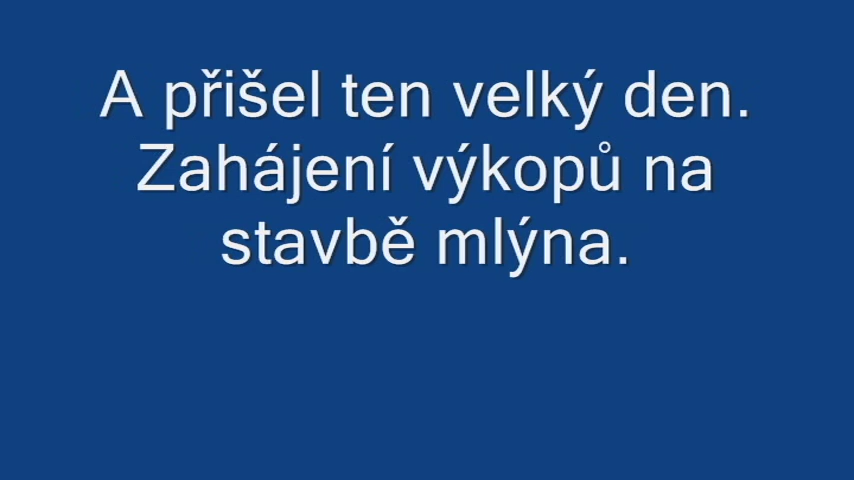 A přišel ten velký den.
Zahájení výkopů na
stavbě mlýna.